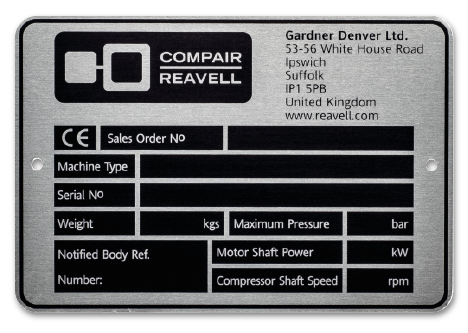 COMPAIR
REAVELL
Gardner Denver Ltd.
53-56 White House Road
Ipswich
Suffolk
IP1 5PB
United Kingdom
www.reavell.com
CE Sales Order No
Machine Type
Serial No
Weight kgs Maximum Pressure bar
Notified Body Ref. Motor Shaft Power kW
Number: Compressor Shaft Speed rpm